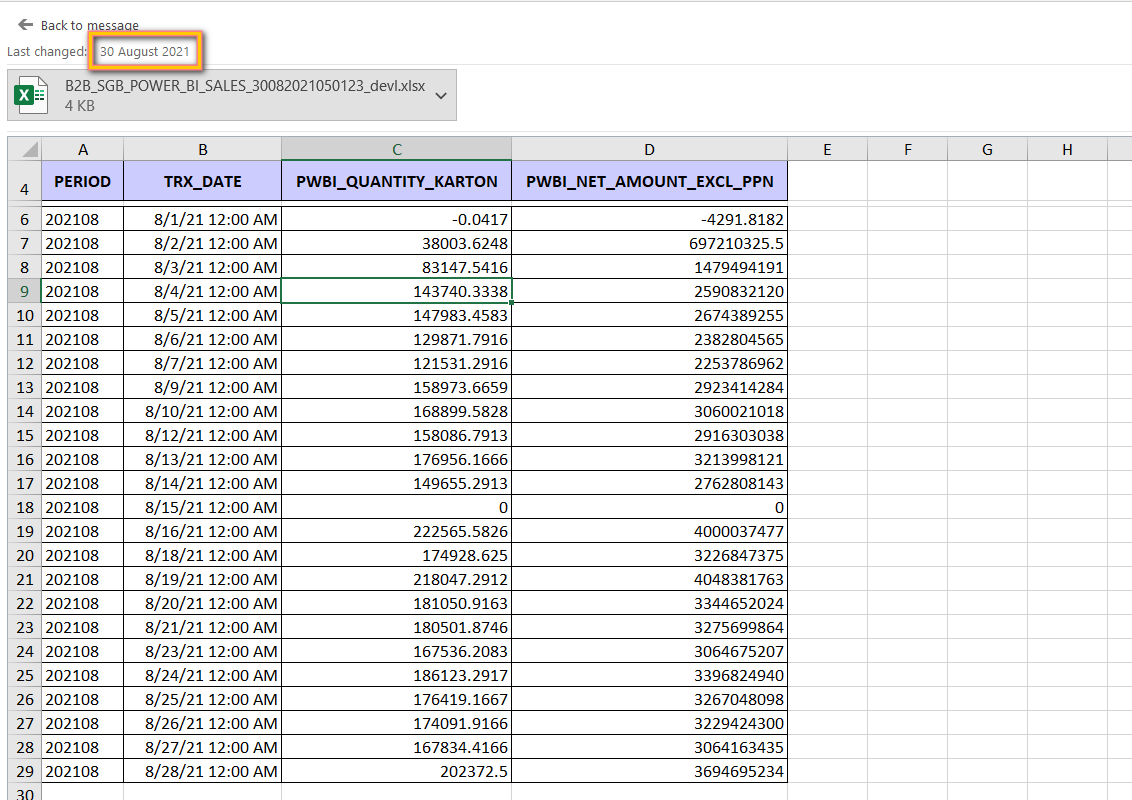 Back to message
Last changed: 30 August 2021
B2B_SGB_POWER_BI_SALES_30082021050123_devl.xlsx
4 KB
A B C D E F G H
4 PERIOD TRX_DATE PWBI_QUANTITY_KARTON PWBI_NET_AMOUNT_EXCL_PPN
6 202108 8/1/21 12:00 AM -0.0417 -4291.8182
7 202108 8/2/21 12:00 AM 38003.6248 697210325.5
8 202108 8/3/21 12:00 AM 83147.5416 1479494191
9 202108 8/4/21 12:00 AM 143740.3338 2590832120
10 202108 8/5/21 12:00 AM 147983.4583 2674389255
11 202108 8/6/21 12:00 AM 129871.7916 2382804565
12 202108 8/7/21 12:00 AM 121531.2916 2253786962
13 202108 8/9/21 12:00 AM 158973.6659 2923414284
14 202108 8/10/21 12:00 AM 168899.5828 3060021018
15 202108 8/12/21 12:00 AM 158086.7913 2916303038
16 202108 8/13/21 12:00 AM 176956.1666 3213998121
17 202108 8/14/21 12:00 AM 149655.2913 2762808143
18 202108 8/15/21 12:00 AM 0 0
19 202108 8/16/21 12:00 AM 222565.5826 4000037477
20 202108 8/18/21 12:00 AM 174928.625 3226847375
21 202108 8/19/21 12:00 AM 218047.2912 4048381763
22 202108 8/20/21 12:00 AM 181050.9163 3344652024
23 202108 8/21/21 12:00 AM 180501.8746 3275699864
24 202108 8/23/21 12:00 AM 167536.2083 3064675207
25 202108 8/24/21 12:00 AM 186123.2917 3396824940
26 202108 8/25/21 12:00 AM 176419.1667 3267048098
27 202108 8/26/21 12:00 AM 174091.9166 3229424300
28 202108 8/27/21 12:00 AM 167834.4166 3064163435
29 202108 8/28/21 12:00 AM 202372.5 3694695234
30